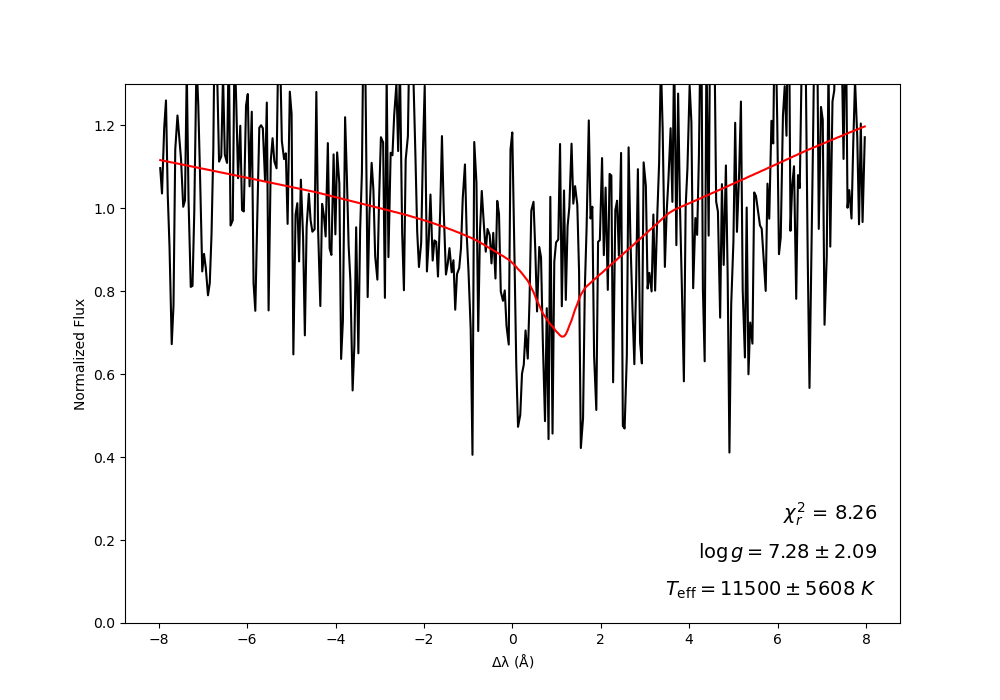 1.2
1.0
0.8
0.6
0.4
0.2
0.0
Normalized Flux
χ²ᵣ = 8.26
log g = 7.28 ± 2.09
T_eff = 11500 ± 5608 K
−8 −6 −4 −2 0 2 4 6 8
Δλ (Å)